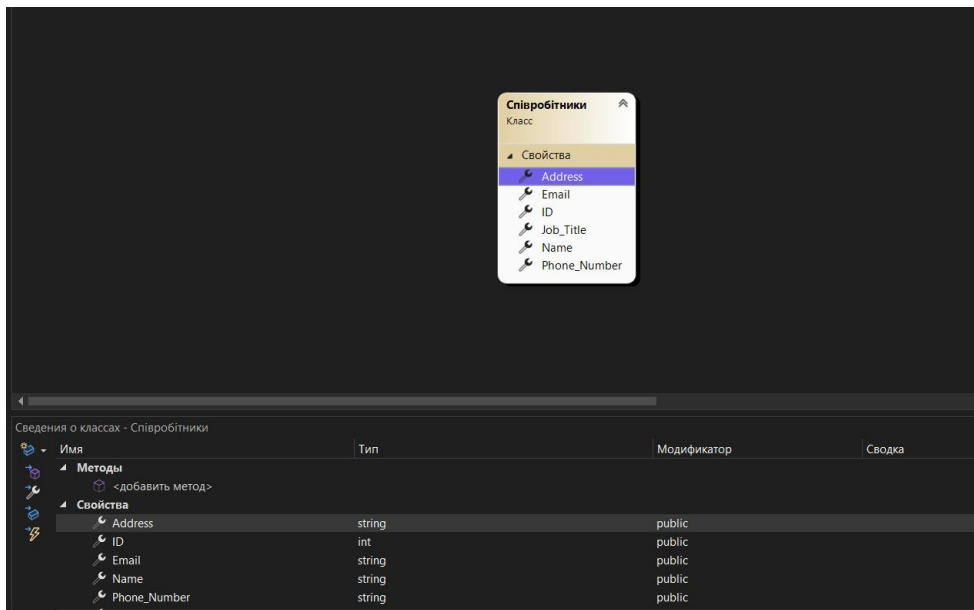 Співробітники
Класс
Свойства
Address
Email
ID
Job_Title
Name
Phone_Number
Сведения о классах - Співробітники
Имя Тип Модификатор Сводка
Методы
<добавить метод>
Свойства
Address string public
ID int public
Email string public
Name string public
Phone_Number string public